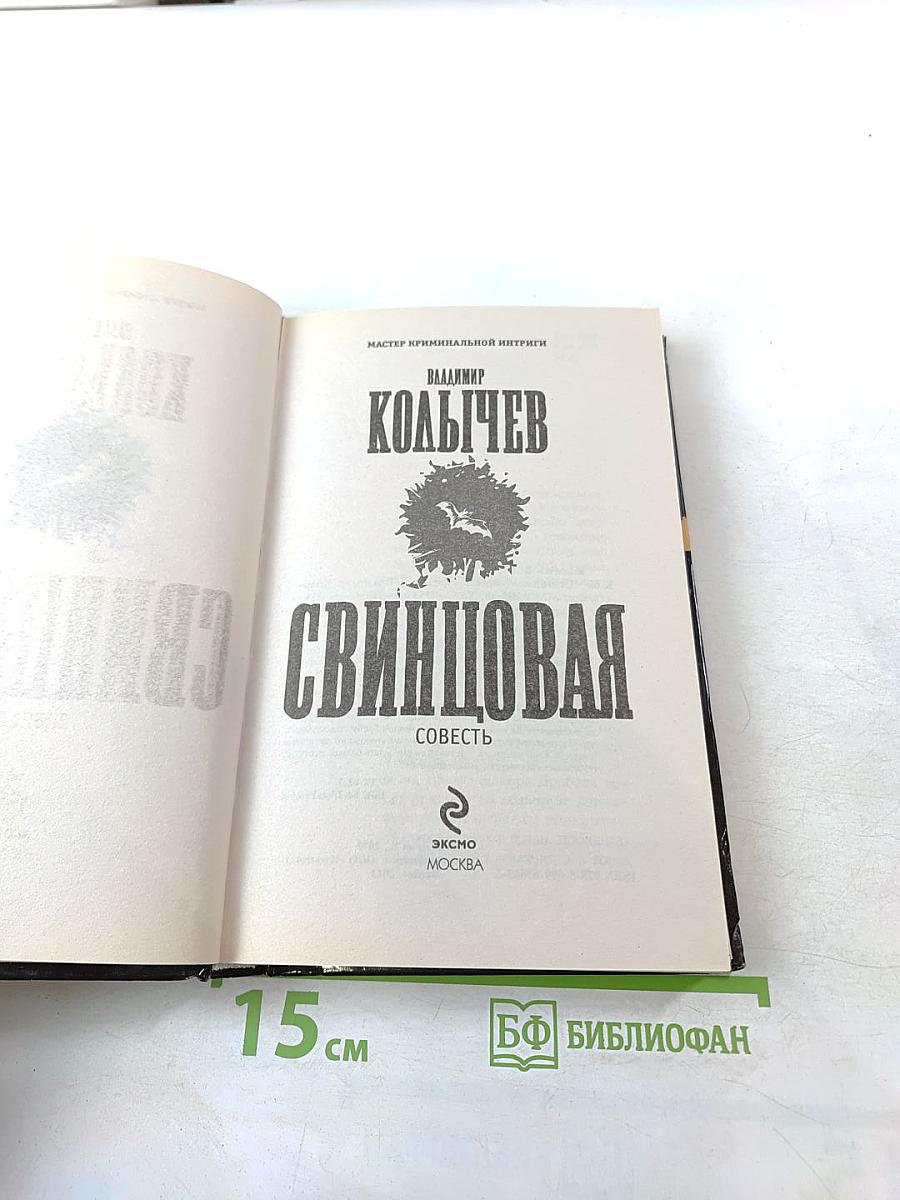 МАСТЕР КРИМИНАЛЬНОЙ ИНТРИГИ
ВЛАДИМИР
КОЛЫЧЕВ
СВИНЦОВАЯ
СОВЕСТЬ
ЭКСМО
МОСКВА
15 см
БФ БИБЛИОФАН